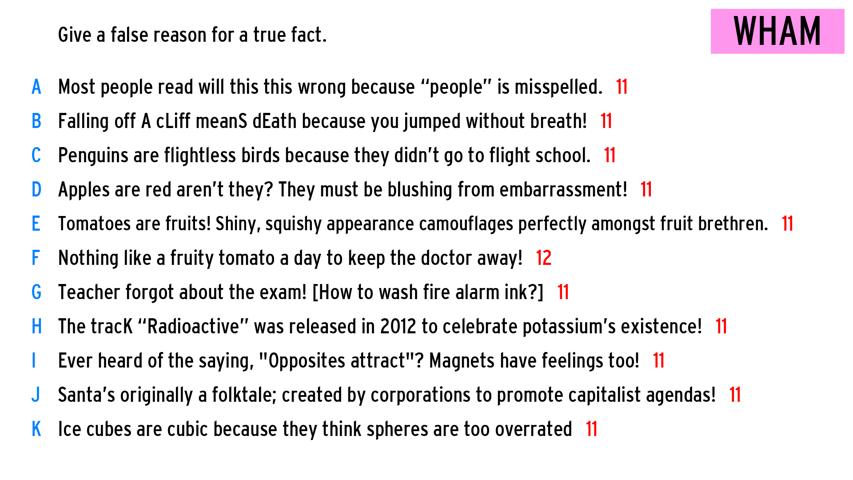 WHAM
Give a false reason for a true fact.
A Most people read will this this wrong because “people” is misspelled. 11
B Falling off A cLiff meanS dEath because you jumped without breath! 11
C Penguins are flightless birds because they didn’t go to flight school. 11
D Apples are red aren’t they? They must be blushing from embarrassment! 11
E Tomatoes are fruits! Shiny, squishy appearance camouflages perfectly amongst fruit brethren. 11
F Nothing like a fruity tomato a day to keep the doctor away! 12
G Teacher forgot about the exam! [How to wash fire alarm ink?] 11
H The tracK “Radioactive” was released in 2012 to celebrate potassium’s existence! 11
I Ever heard of the saying, "Opposites attract"? Magnets have feelings too! 11
J Santa’s originally a folktale; created by corporations to promote capitalist agendas! 11
K Ice cubes are cubic because they think spheres are too overrated 11